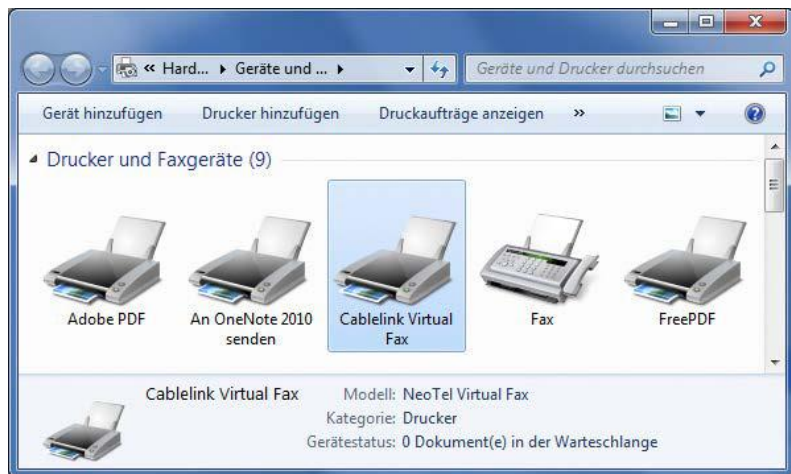 « Hard... ▸ Geräte und ... ▸
Geräte und Drucker durchsuchen
Gerät hinzufügen Drucker hinzufügen Druckaufträge anzeigen »
Drucker und Faxgeräte (9)
Adobe PDF
An OneNote 2010
senden
Cablelink Virtual
Fax
Fax
FreePDF
Cablelink Virtual Fax
Modell: NeoTel Virtual Fax
Kategorie: Drucker
Gerätestatus: 0 Dokument(e) in der Warteschlange